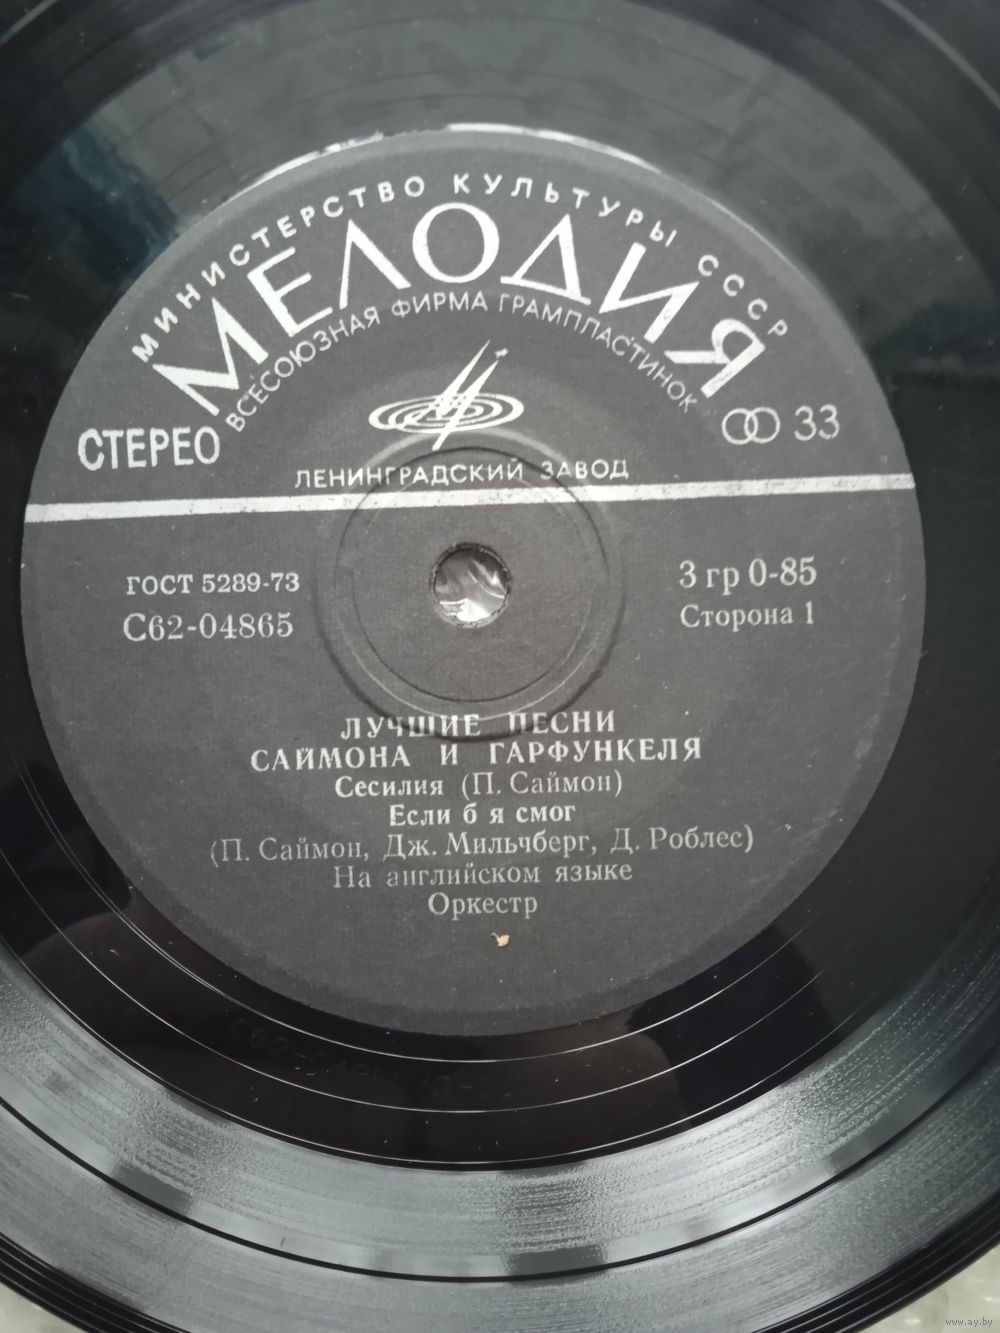 МИНИСТЕРСТВО КУЛЬТУРЫ СССР
МЕЛОДИЯ
ВСЕСОЮЗНАЯ ФИРМА ГРАМПЛАСТИНОК
СТЕРЕО
33
ЛЕНИНГРАДСКИЙ ЗАВОД
ГОСТ 5289-73
С62-04865
3 гр 0-85
Сторона 1
ЛУЧШИЕ ПЕСНИ
САЙМОНА И ГАРФУНКЕЛЯ
Сесилия (П. Саймон)
Если б я смог
(П. Саймон, Дж. Мильчберг, Д. Роблес)
На английском языке
Оркестр
www.ay.by